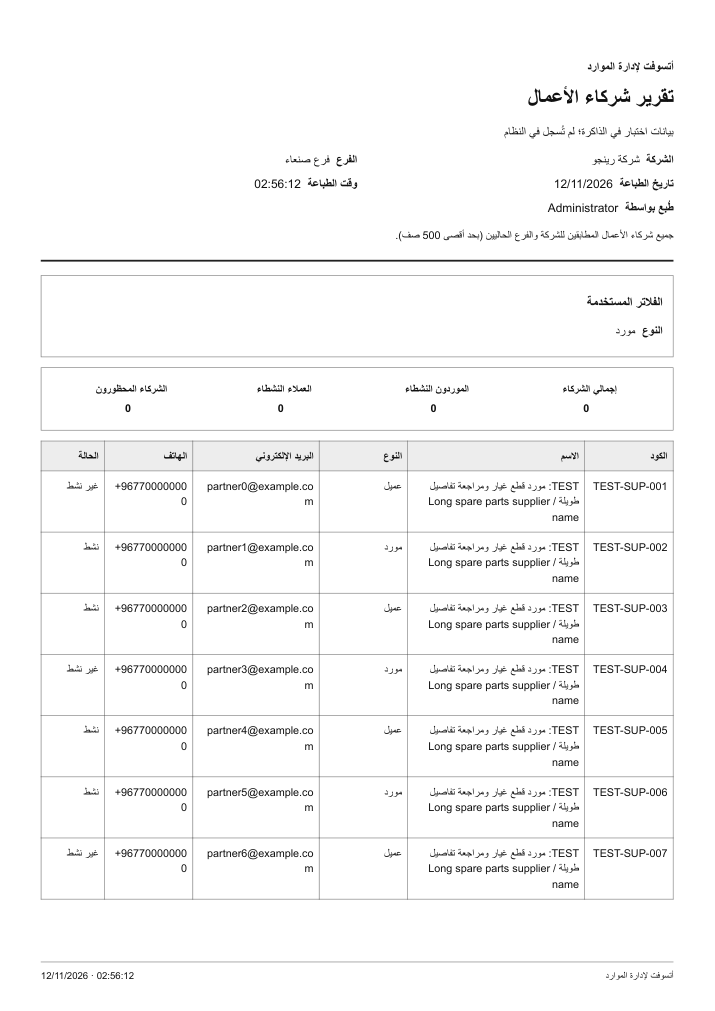 أتسوفت لإدارة الموارد
تقرير شركاء الأعمال
بيانات اختبار في الذاكرة؛ لم تُسجل في النظام
الشركة شركة رينجو
الفرع فرع صنعاء
تاريخ الطباعة 12/11/2026
وقت الطباعة 02:56:12
طُبع بواسطة Administrator
جميع شركاء الأعمال المطابقين للشركة والفرع الحاليين (بحد أقصى 500 صف).
الفلاتر المستخدمة
النوع مورد
إجمالي الشركاء الموردون النشطاء العملاء النشطاء الشركاء المحظورون
0 0 0 0
الكود الاسم النوع البريد الإلكتروني الهاتف الحالة
TEST-SUP-001 TEST: مورد قطع غيار ومراجعة تفاصيل عميل partner0@example.co +96770000000 غير نشط
طويلة / Long spare parts supplier m 0
name
TEST-SUP-002 TEST: مورد قطع غيار ومراجعة تفاصيل مورد partner1@example.co +96770000000 نشط
طويلة / Long spare parts supplier m 0
name
TEST-SUP-003 TEST: مورد قطع غيار ومراجعة تفاصيل عميل partner2@example.co +96770000000 نشط
طويلة / Long spare parts supplier m 0
name
TEST-SUP-004 TEST: مورد قطع غيار ومراجعة تفاصيل مورد partner3@example.co +96770000000 غير نشط
طويلة / Long spare parts supplier m 0
name
TEST-SUP-005 TEST: مورد قطع غيار ومراجعة تفاصيل عميل partner4@example.co +96770000000 نشط
طويلة / Long spare parts supplier m 0
name
TEST-SUP-006 TEST: مورد قطع غيار ومراجعة تفاصيل مورد partner5@example.co +96770000000 نشط
طويلة / Long spare parts supplier m 0
name
TEST-SUP-007 TEST: مورد قطع غيار ومراجعة تفاصيل عميل partner6@example.co +96770000000 غير نشط
طويلة / Long spare parts supplier m 0
name
أتسوفت لإدارة الموارد
12/11/2026 · 02:56:12